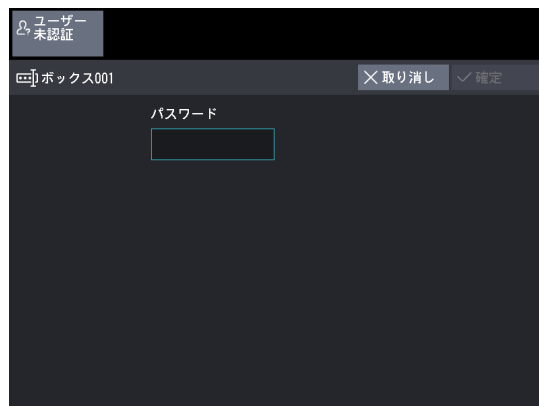 ユーザー
未認証
ボックス001
取り消し
確定
パスワード